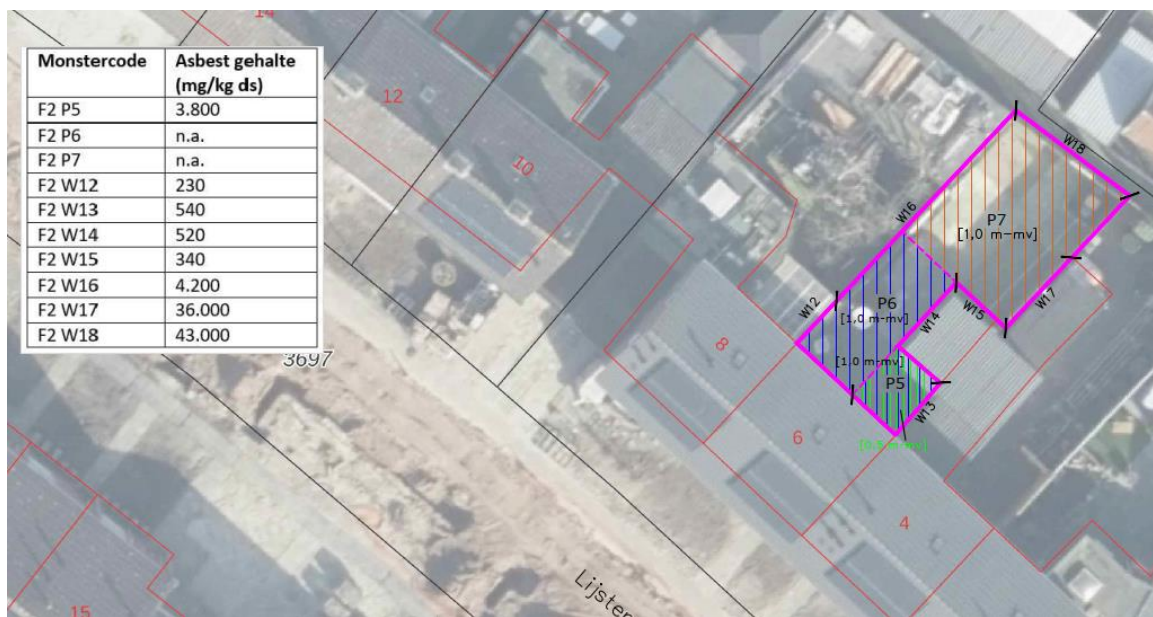 14
Monstercode Asbest gehalte (mg/kg ds)
F2 P5 3.800
F2 P6 n.a.
F2 P7 n.a.
F2 W12 230
F2 W13 540
F2 W14 520
F2 W15 340
F2 W16 4.200
F2 W17 36.000
F2 W18 43.000
12
10
W18
W16
P7
[1,0 m-mv]
W17
W15
W12
P6
[1,0 m-mv]
W14
[1.0 m-mv]
8
3697
P5
W13
6
4
15